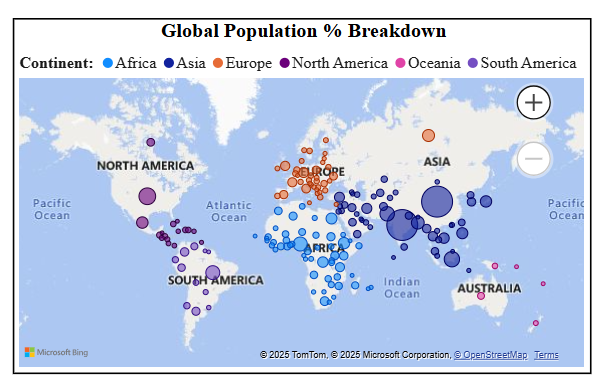 Global Population % Breakdown
Continent: Africa Asia Europe North America Oceania South America
NORTH AMERICA
EUROPE
ASIA
Pacific
Ocean
Atlantic
Ocean
Pacific
Ocean
AFRICA
SOUTH AMERICA
Indian
Ocean
AUSTRALIA
Microsoft Bing
© 2025 TomTom, © 2025 Microsoft Corporation, © OpenStreetMap Terms